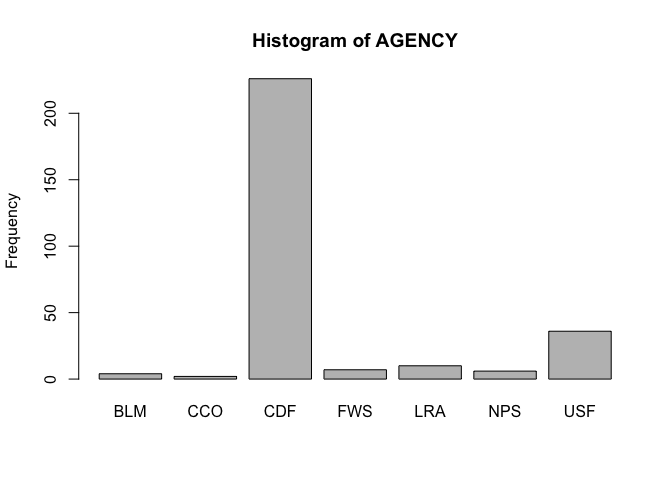 Histogram of AGENCY
Frequency
200
150
100
50
0
BLM CCO CDF FWS LRA NPS USF